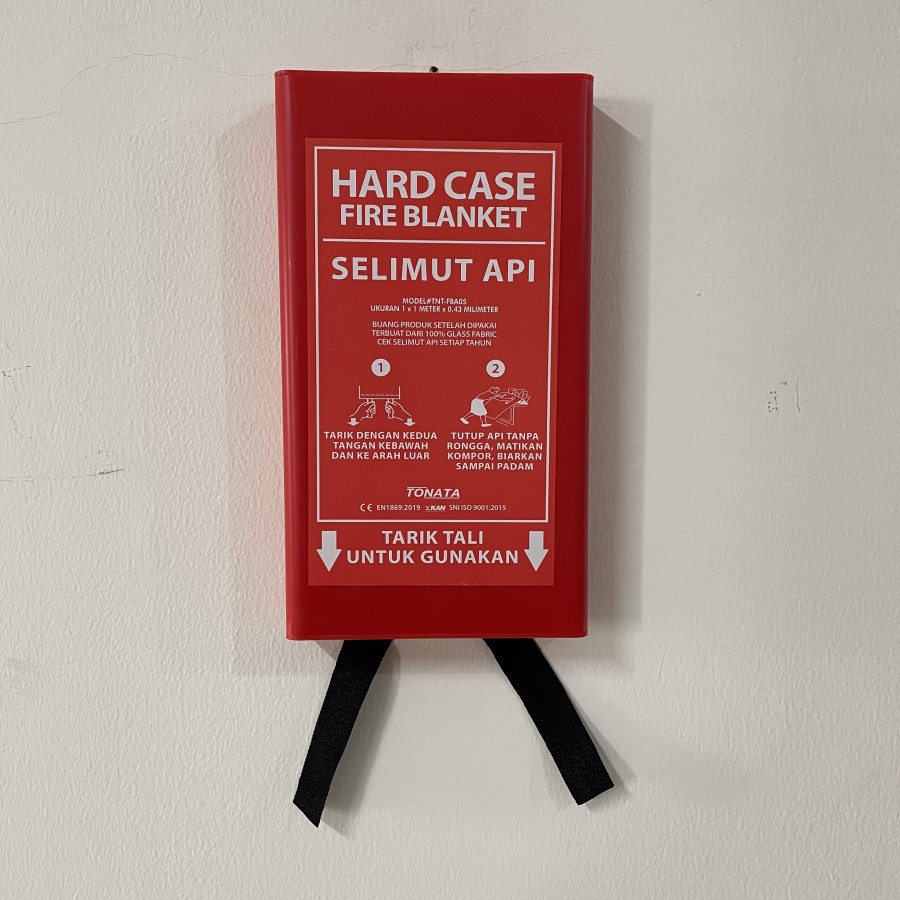 HARD CASE
FIRE BLANKET
SELIMUT API
MODEL#TNT-FBA05
UKURAN 1 x 1 METER x 0.43 MILIMETER
BUANG PRODUK SETELAH DIPAKAI
TERBUAT DARI 100% GLASS FABRIC
CEK SELIMUT API SETIAP TAHUN
1
TARIK DENGAN KEDUA
TANGAN KEBAWAH
DAN KE ARAH LUAR
2
TUTUP API TANPA
RONGGA, MATIKAN
KOMPOR, BIARKAN
SAMPAI PADAM
TONATA
CE EN1869:2019 KAN SNI ISO 9001:2015
TARIK TALI
UNTUK GUNAKAN